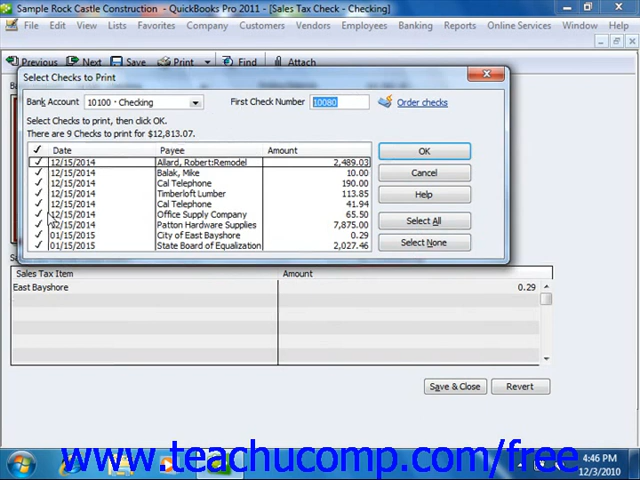 Sample Rock Castle Construction - QuickBooks Pro 2011 - [Sales Tax Check - Checking]
File Edit View Lists Favorites Company Customers Vendors Employees Banking Window
Previous Next Save Print Find Attach
Select Checks to Print
Bank Account 10100 · Checking First Check Number 10080 Order checks
Select Checks to print, then click OK.
There are 9 Checks to print for $12,813.07.
✓ Date Payee Amount
✓ 12/15/2014 Allard, Robert:Remodel 2,489.03
✓ 12/15/2014 Balak, Mike 10.00
✓ 12/15/2014 Cal Telephone 190.00
✓ 12/15/2014 Timberloft Lumber 113.85
✓ 12/15/2014 Cal Telephone 41.94
✓ 12/15/2014 Office Supply Company 65.50
✓ 12/15/2014 Patton Hardware Supplies 7,875.00
✓ 01/15/2015 City of East Bayshore 0.29
✓ 01/15/2015 State Board of Equalization 2,027.46
OK
Cancel
Help
Select All
Select None
Sales Tax Item Amount
East Bayshore 0.29
Save & Close Revert
www.teachucomp.com/free
4:46 PM
12/3/2010